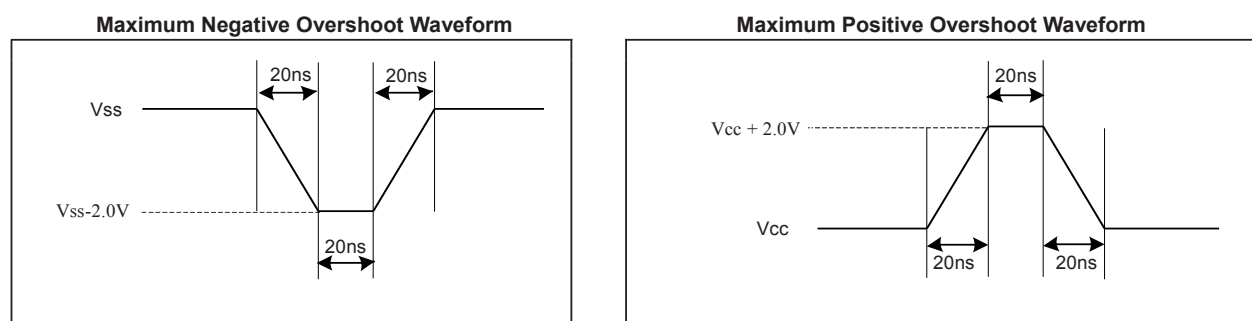 Maximum Negative Overshoot Waveform
20ns
20ns
Vss
Vss-2.0V
20ns
Maximum Positive Overshoot Waveform
20ns
Vcc + 2.0V
Vcc
20ns
20ns